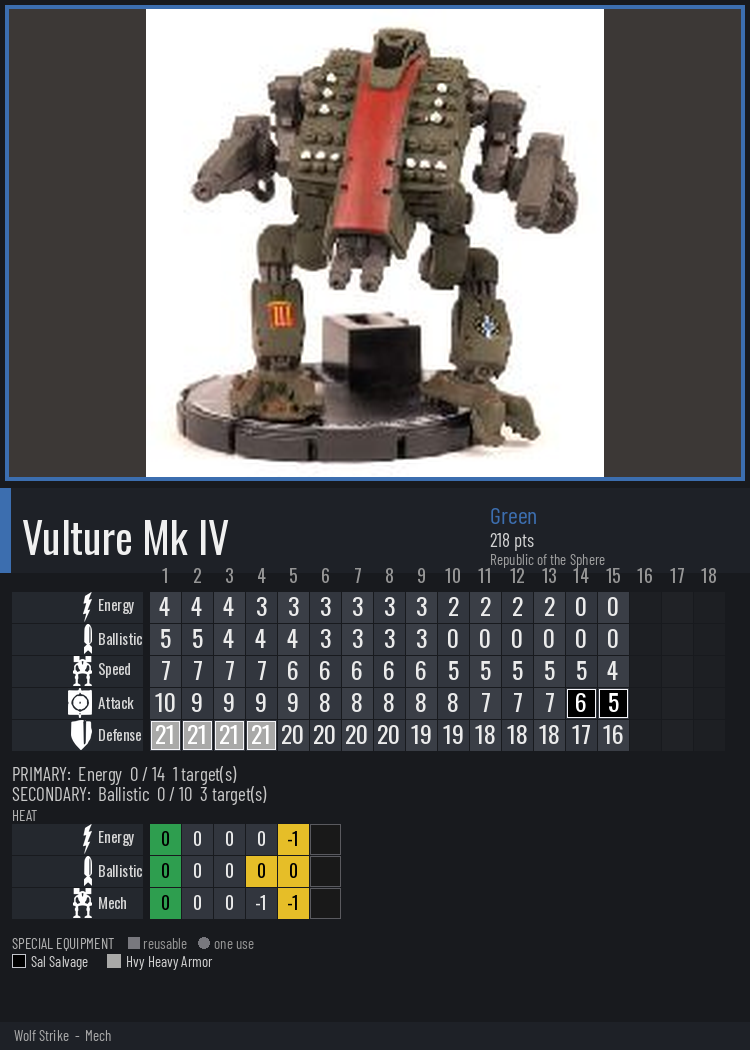 Vulture Mk IV
Green
218 pts
Republic of the Sphere
1 2 3 4 5 6 7 8 9 10 11 12 13 14 15 16 17 18
Energy 4 4 4 3 3 3 3 3 3 2 2 2 2 0 0
Ballistic 5 5 4 4 4 3 3 3 3 0 0 0 0 0 0
Speed 7 7 7 7 6 6 6 6 6 5 5 5 5 5 4
Attack 10 9 9 9 9 8 8 8 8 8 7 7 7 6 5
Defense 21 21 21 21 20 20 20 20 19 19 18 18 18 17 16
PRIMARY: Energy 0 / 14 1 target(s)
SECONDARY: Ballistic 0 / 10 3 target(s)
HEAT
Energy 0 0 0 0 -1
Ballistic 0 0 0 0 0
Mech 0 0 0 -1 -1
SPECIAL EQUIPMENT reusable one use
Sal Salvage Hvy Heavy Armor
Wolf Strike - Mech